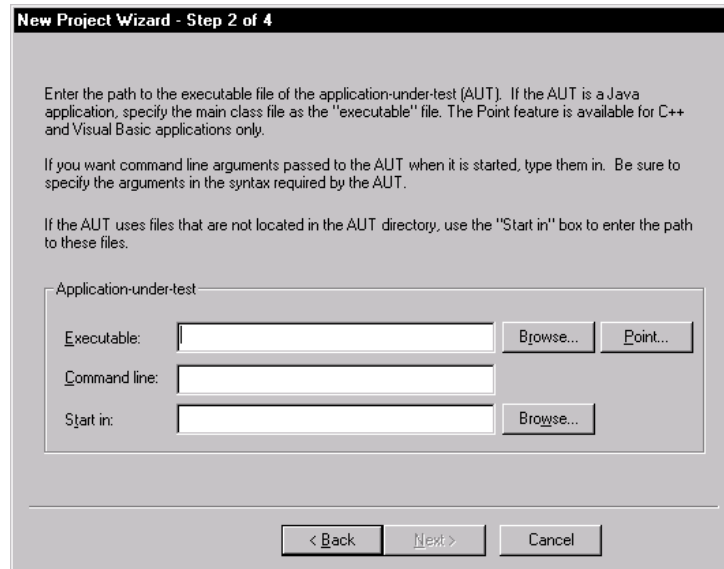 New Project Wizard - Step 2 of 4
Enter the path to the executable file of the application-under-test (AUT). If the AUT is a Java
application, specify the main class file as the "executable" file. The Point feature is available for C++
and Visual Basic applications only.
If you want command line arguments passed to the AUT when it is started, type them in. Be sure to
specify the arguments in the syntax required by the AUT.
If the AUT uses files that are not located in the AUT directory, use the "Start in" box to enter the path
to these files.
Application-under-test
Executable: Browse... Point...
Command line:
Start in: Browse...
< Back Next > Cancel